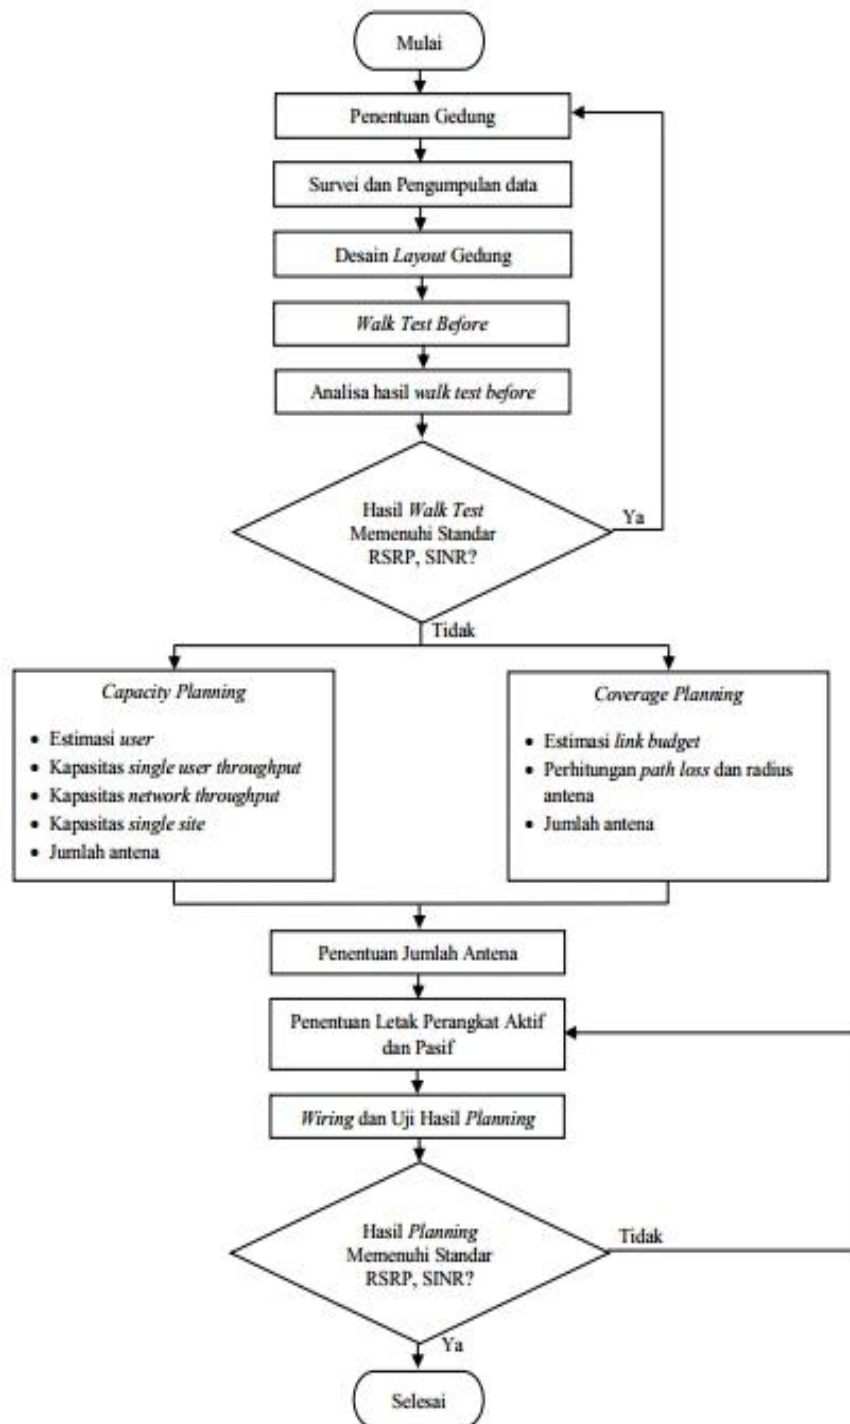 Mulai
Penentuan Gedung
Survei dan Pengumpulan data
Desain Layout Gedung
Walk Test Before
Analisa hasil walk test before
Hasil Walk Test
Memenuhi Standar
RSRP, SINR?
Ya
Tidak
Capacity Planning
• Estimasi user
• Kapasitas single user throughput
• Kapasitas network throughput
• Kapasitas single site
• Jumlah antena
Coverage Planning
• Estimasi link budget
• Perhitungan path loss dan radius
antena
• Jumlah antena
Penentuan Jumlah Antena
Penentuan Letak Perangkat Aktif
dan Pasif
Wiring dan Uji Hasil Planning
Hasil Planning
Memenuhi Standar
RSRP, SINR?
Tidak
Ya
Selesai